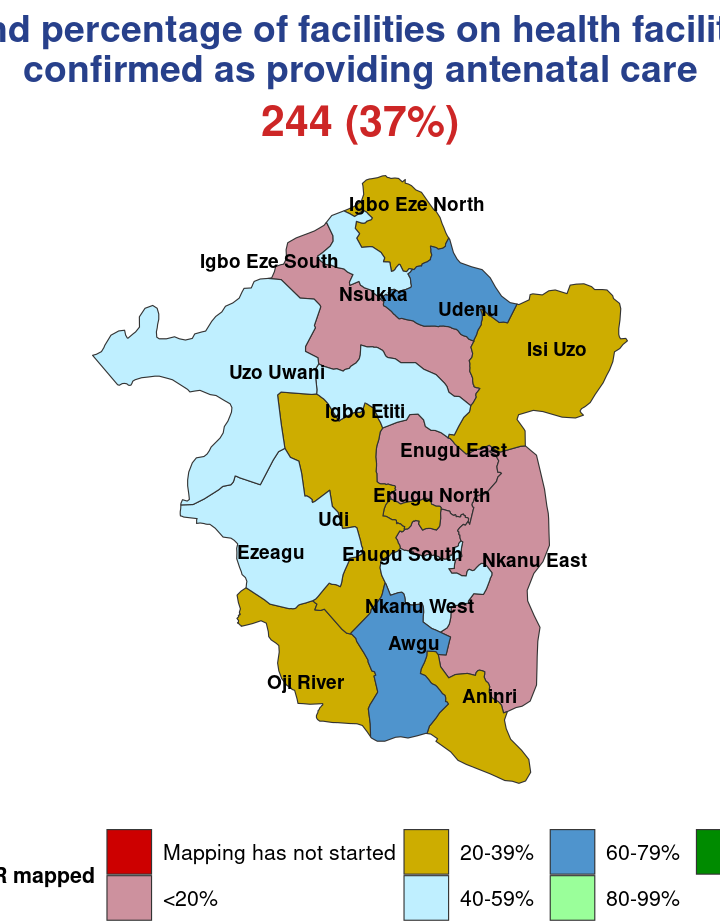 percentage of facilities on health
confirmed as providing antenatal care
244 (37%)
Igbo Eze North
Igbo Eze South
Nsukka
Udenu
Isi Uzo
Uzo Uwani
Igbo Etiti
Enugu East
Enugu North
Udi
Ezeagu
Enugu South
Nkanu East
Nkanu West
Awgu
Oji River
Aninri
mapped
Mapping has not started
20-39%
60-79%
<20%
40-59%
80-99%